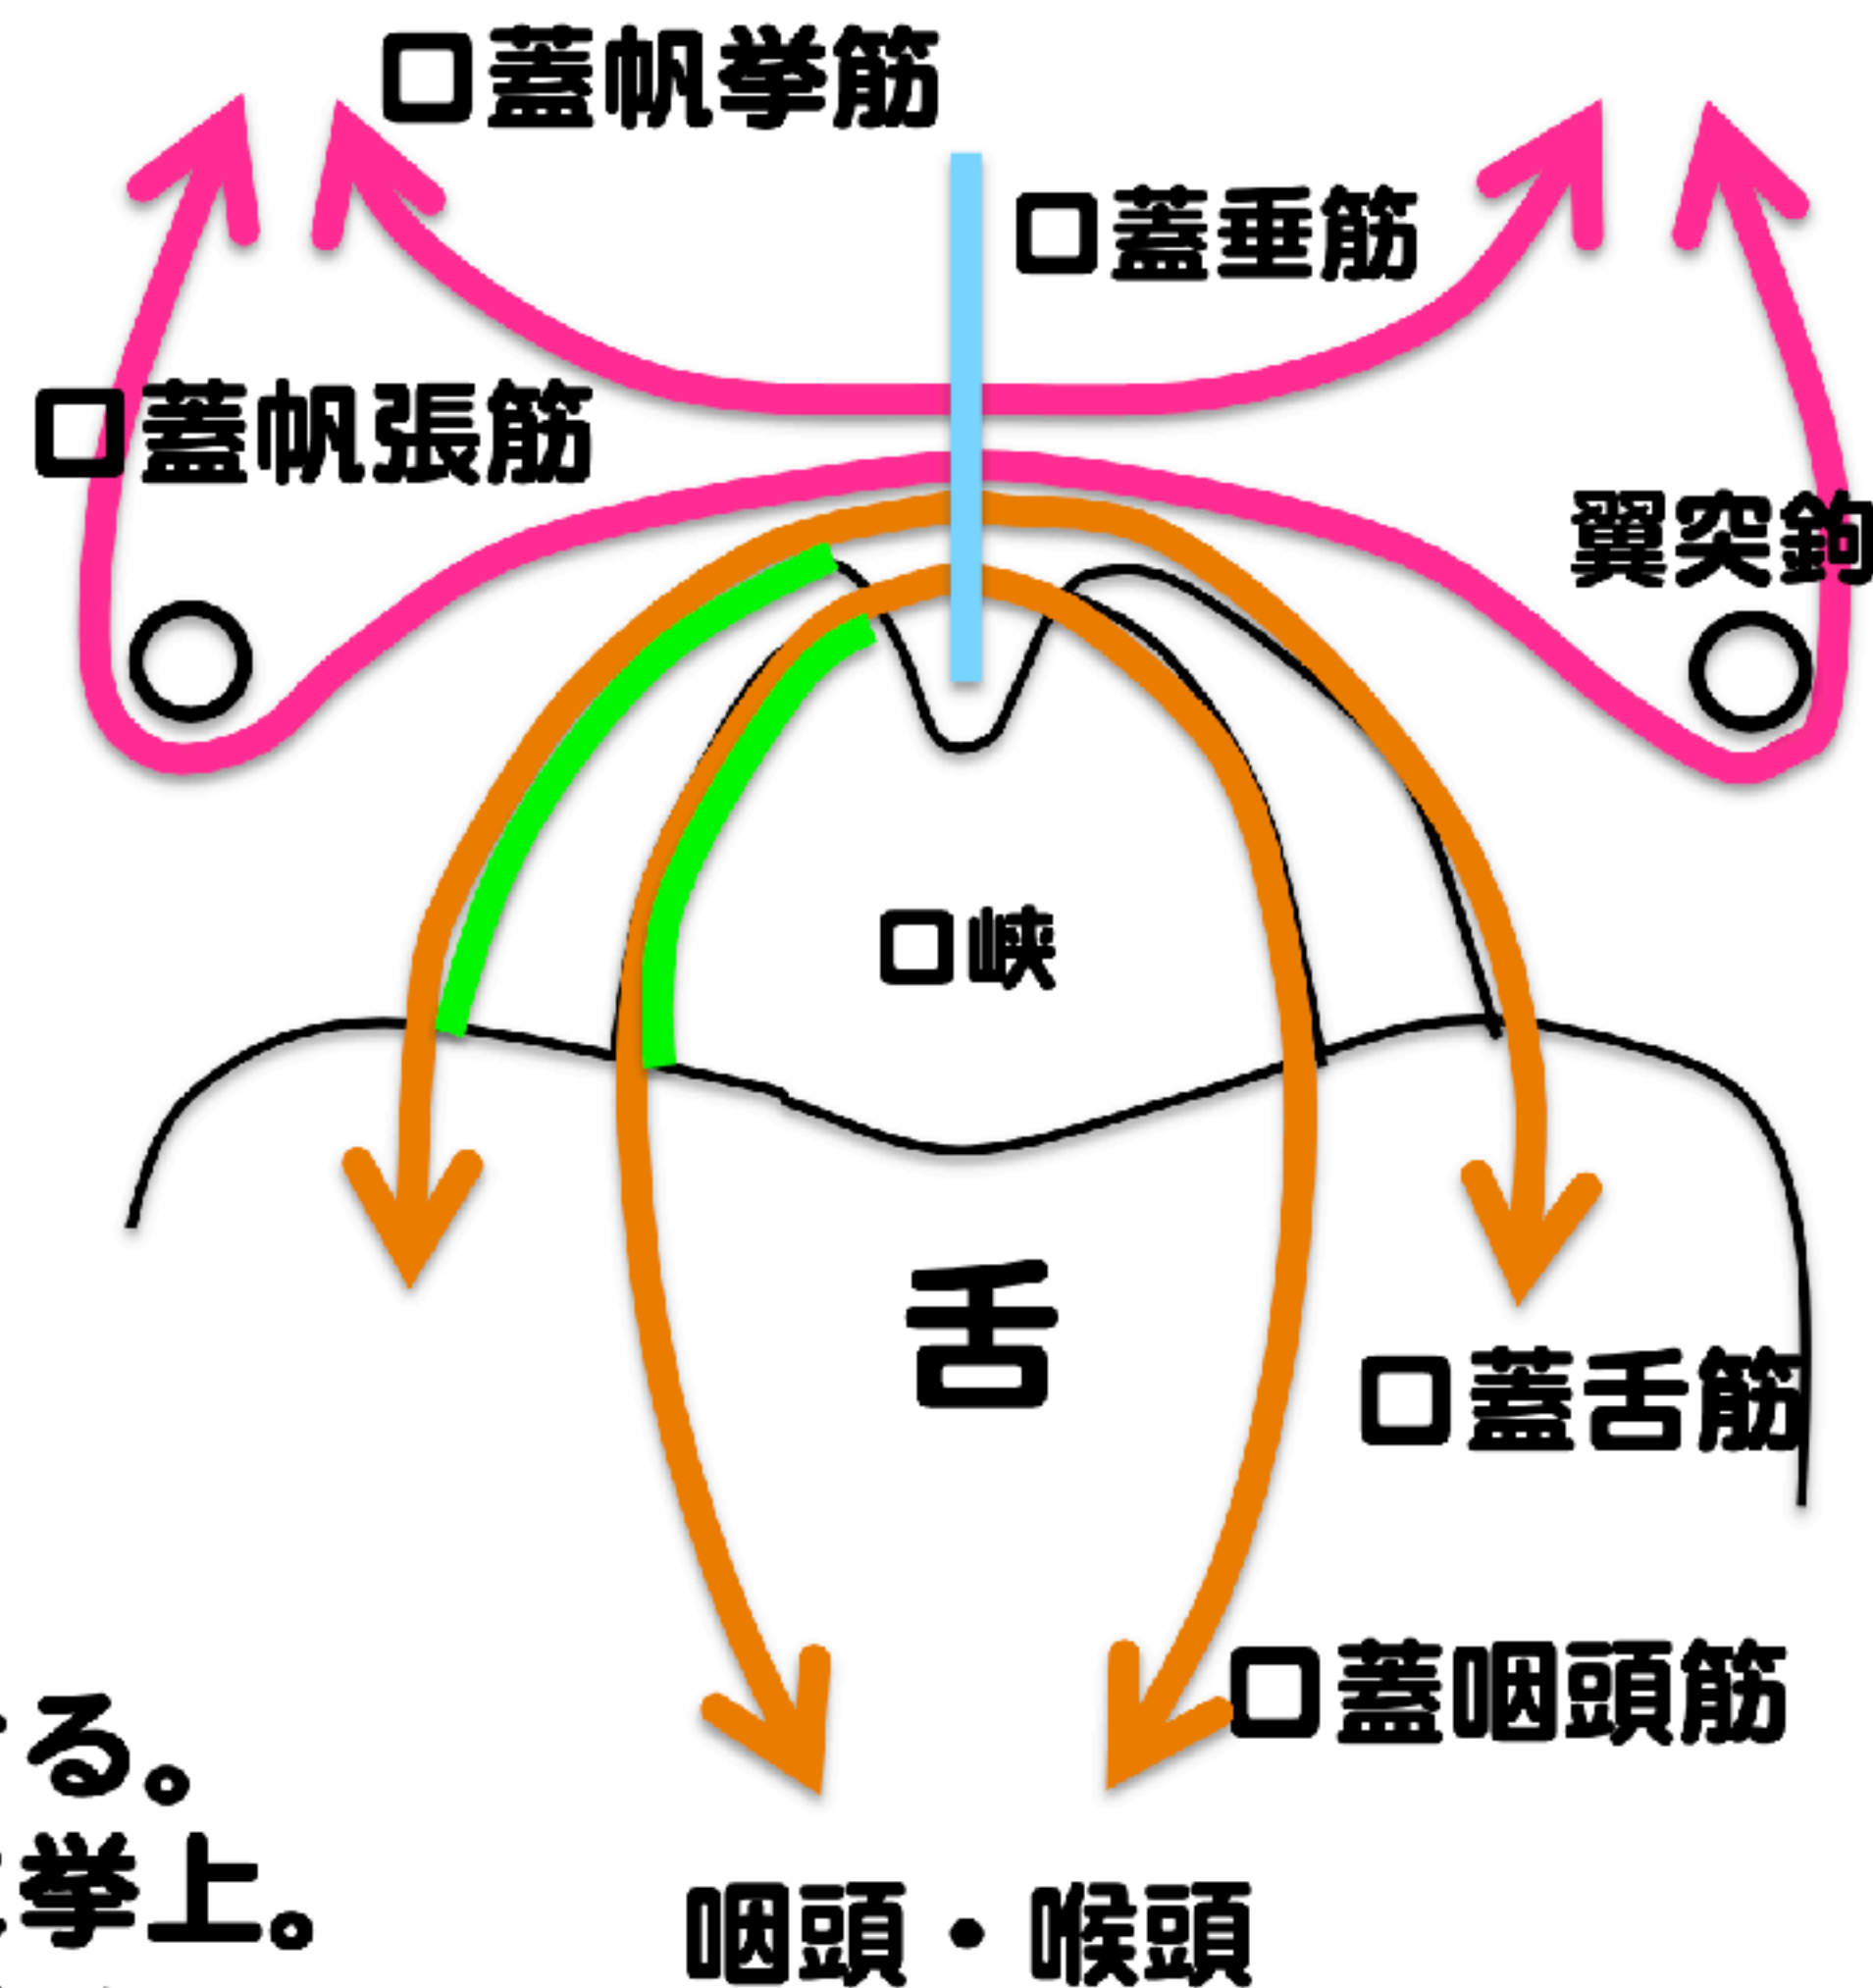 口蓋帆挙筋
口蓋垂筋
口蓋帆張筋
翼突鉤
口峡
舌
口蓋舌筋
口蓋咽頭筋
る。
挙上。
咽頭・喉頭